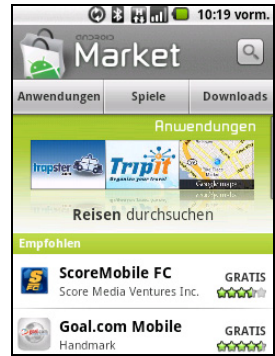 10:19 vorm.
ANDROID
Market
Anwendungen Spiele Downloads
Anwendungen
trapster Tripit Google maps
Organize your travel
Reisen durchsuchen
Empfohlen
ScoreMobile FC GRATIS
Score Media Ventures Inc.
Goal.com Mobile GRATIS
Handmark